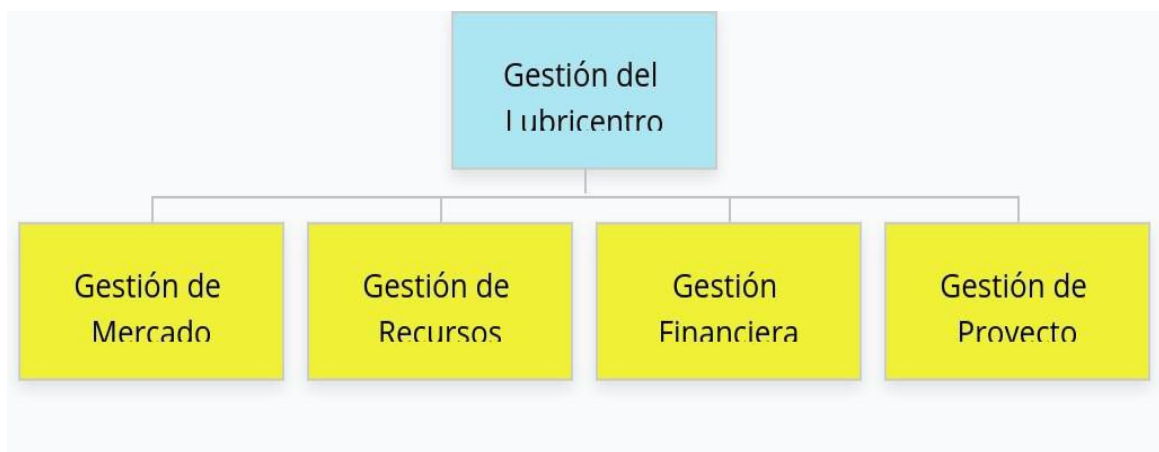 Gestión del
Lubricentro
Gestión de
Mercado
Gestión de
Recursos
Gestión
Financiera
Gestión de
Proyecto